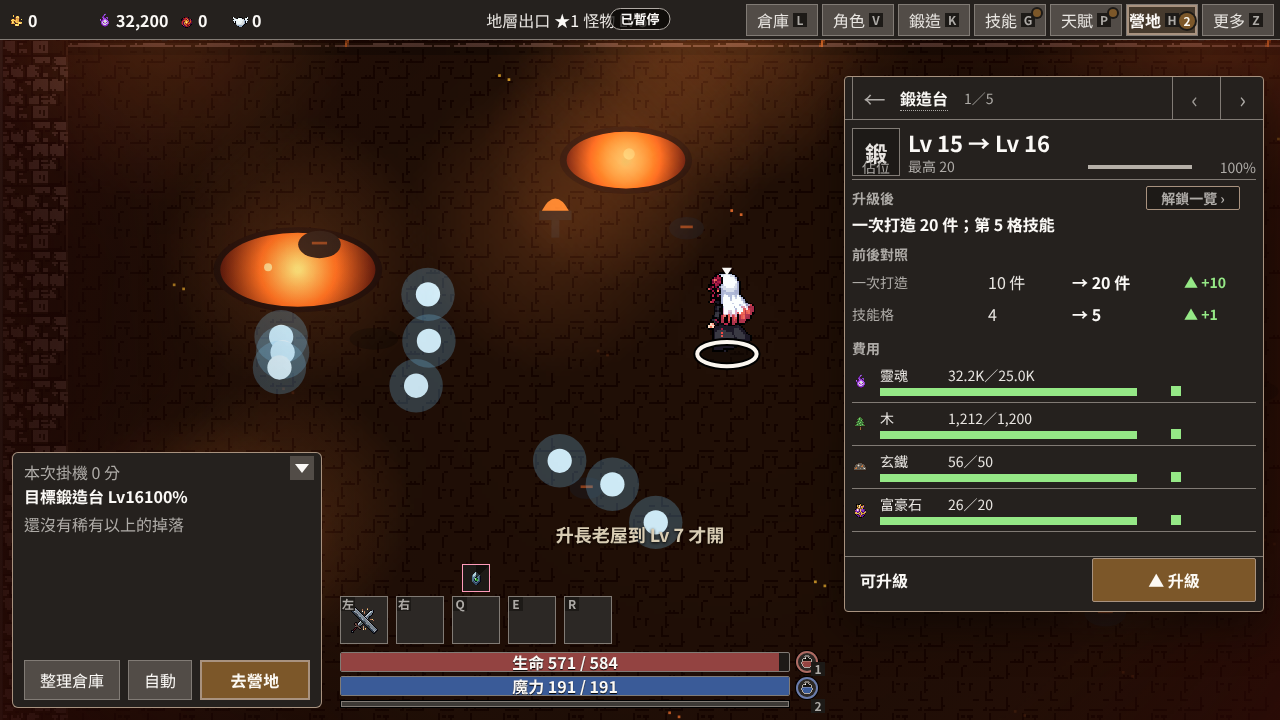 0 32,200 0 0 地層出口 ★1 怪物 已暫停 倉庫 L 角色 V 鍛造 K 技能 G 天賦 P 營地 H 2 更多 Z
← 鍛造台 1／5 ‹ ›
鍛 佔位
Lv 15 → Lv 16
最高 20 100%
升級後 解鎖一覽 ›
一次打造 20 件；第 5 格技能
前後對照
一次打造 10 件 → 20 件 ▲ +10
技能格 4 → 5 ▲ +1
費用
靈魂 32.2K／25.0K
木 1,212／1,200
玄鐵 56／50
富豪石 26／20
可升級 ▲ 升級
本次掛機 0 分
目標鍛造台 Lv16100%
還沒有稀有以上的掉落
整理倉庫 自動 去營地
升長老屋到 Lv 7 才開
左 右 Q E R
生命 571 / 584 1
魔力 191 / 191 2